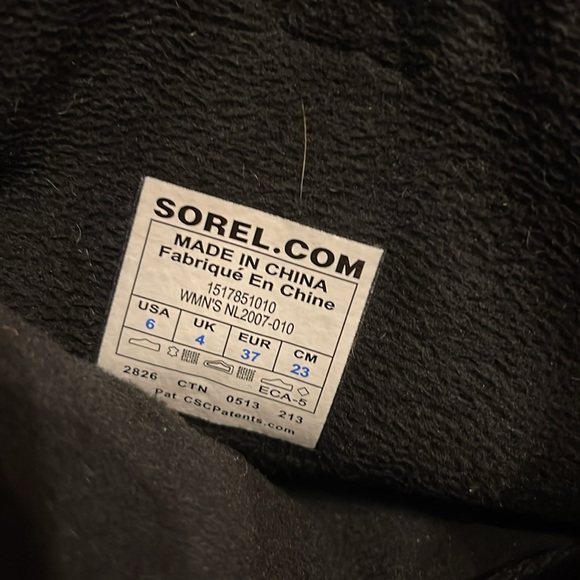 SOREL.COM
MADE IN CHINA
Fabriqué En Chine
1517851010
WMN'S NL2007-010
USA UK EUR CM
6 4 37 23
ECA-5
2826 CTN 0513 213
Pat CSCPatents.com